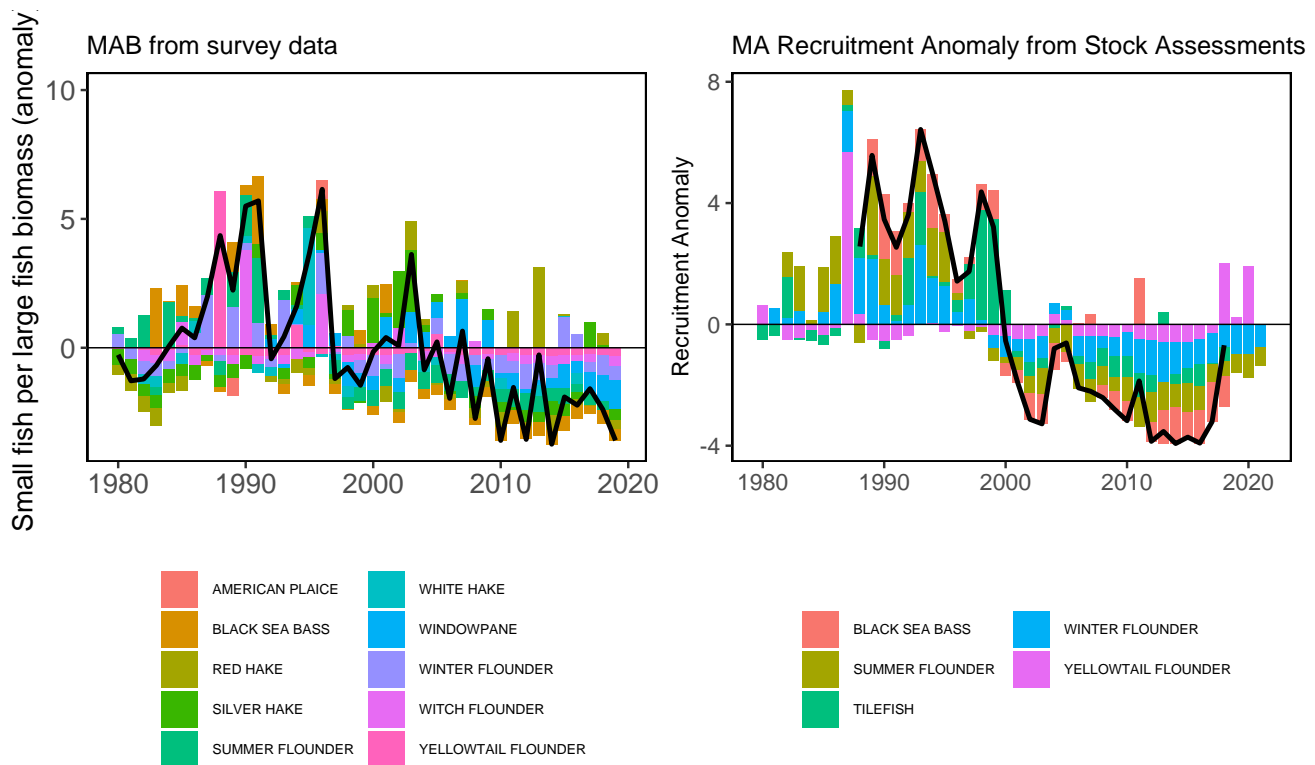 MAB from survey data
Small fish per large fish biomass (anomaly
10
5
0
1980
1990
2000
2010
2020
AMERICAN PLAICE
BLACK SEA BASS
RED HAKE
SILVER HAKE
SUMMER FLOUNDER
WHITE HAKE
WINDOWPANE
WINTER FLOUNDER
WITCH FLOUNDER
YELLOWTAIL FLOUNDER
MA Recruitment Anomaly from Stock Assessments
Recruitment Anomaly
8
4
0
-4
1980
1990
2000
2010
2020
BLACK SEA BASS
SUMMER FLOUNDER
TILEFISH
WINTER FLOUNDER
YELLOWTAIL FLOUNDER